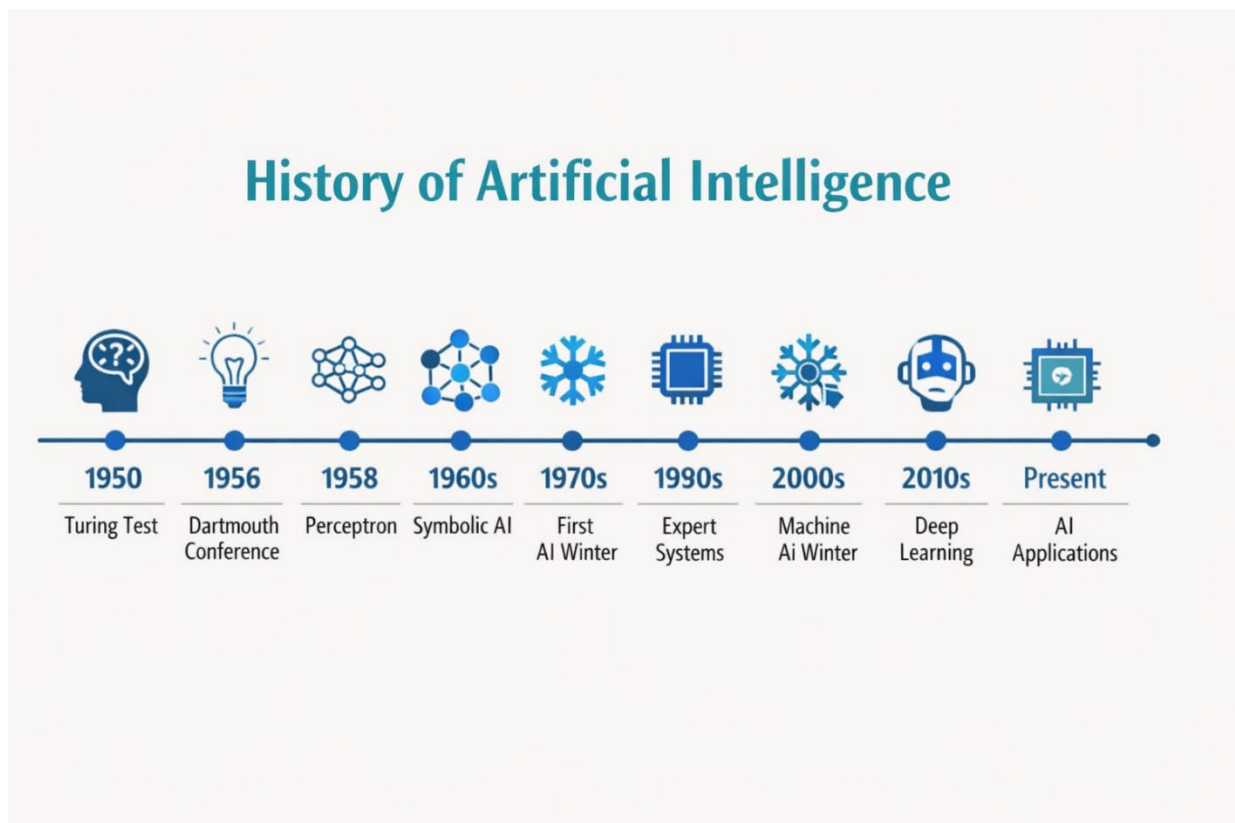 History of Artificial Intelligence
?
1950
1956
1958
1960s
1970s
1990s
2000s
2010s
Present
Turing Test
Dartmouth
Conference
Perceptron
Symbolic AI
First
AI Winter
Expert
Systems
Machine
Ai Winter
Deep
Learning
AI
Applications